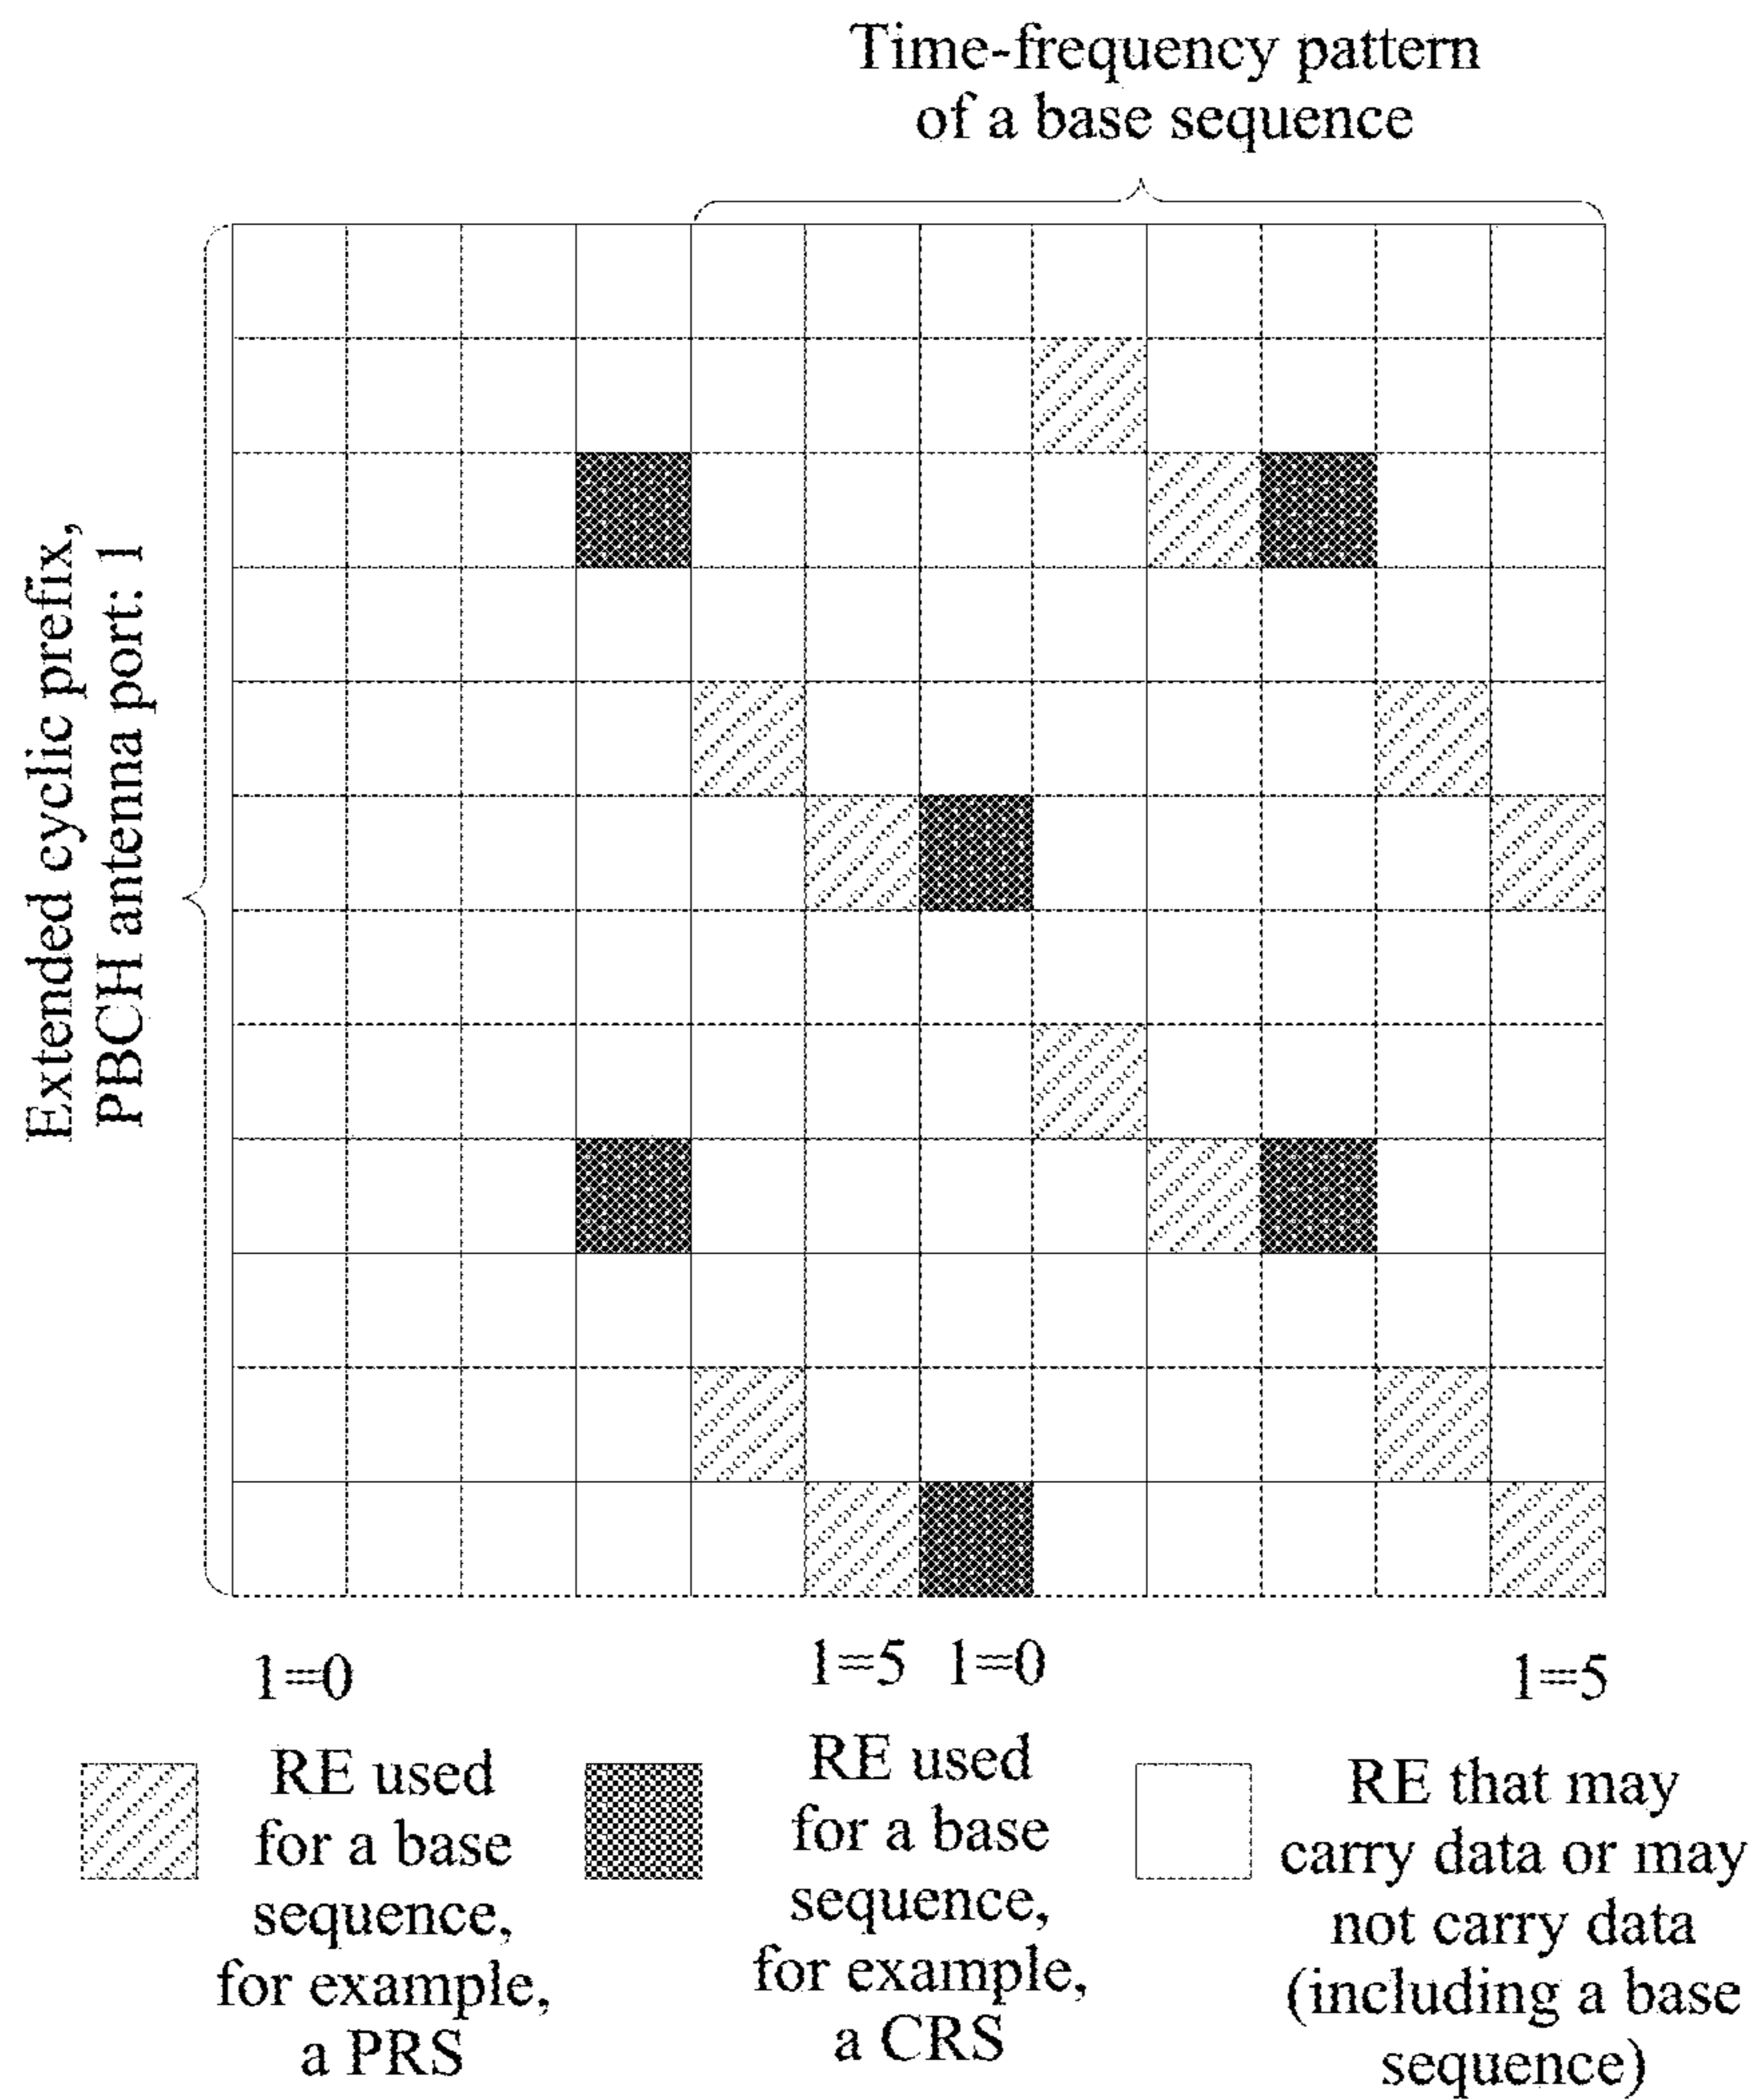 Time-frequency pattern
of a base sequence
Extended cyclic prefix,
PBCH antenna port: 1
l=0
l=5
l=0
l=5
RE used
for a base
sequence,
for example,
a PRS
RE used
for a base
sequence,
for example,
a CRS
RE that may
carry data or may
not carry data
(including a base
sequence)